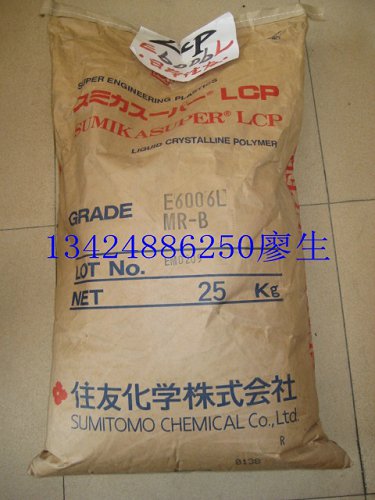 LCP
E6006L
SUPER ENGINEERING PLASTICS
スミカスーパー® LCP
SUMIKASUPER® LCP
LIQUID CRYSTALLINE POLYMER
GRADE E6006L
MR-B
13424886250廖生
LOT No.
NET 25 Kg
住友化学株式会社
SUMITOMO CHEMICAL Co., Ltd.
R
0138